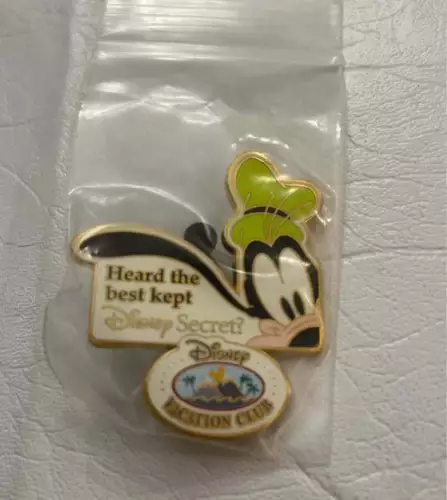 Heard the
best kept
Disney Secret?
Disney
VACATION CLUB